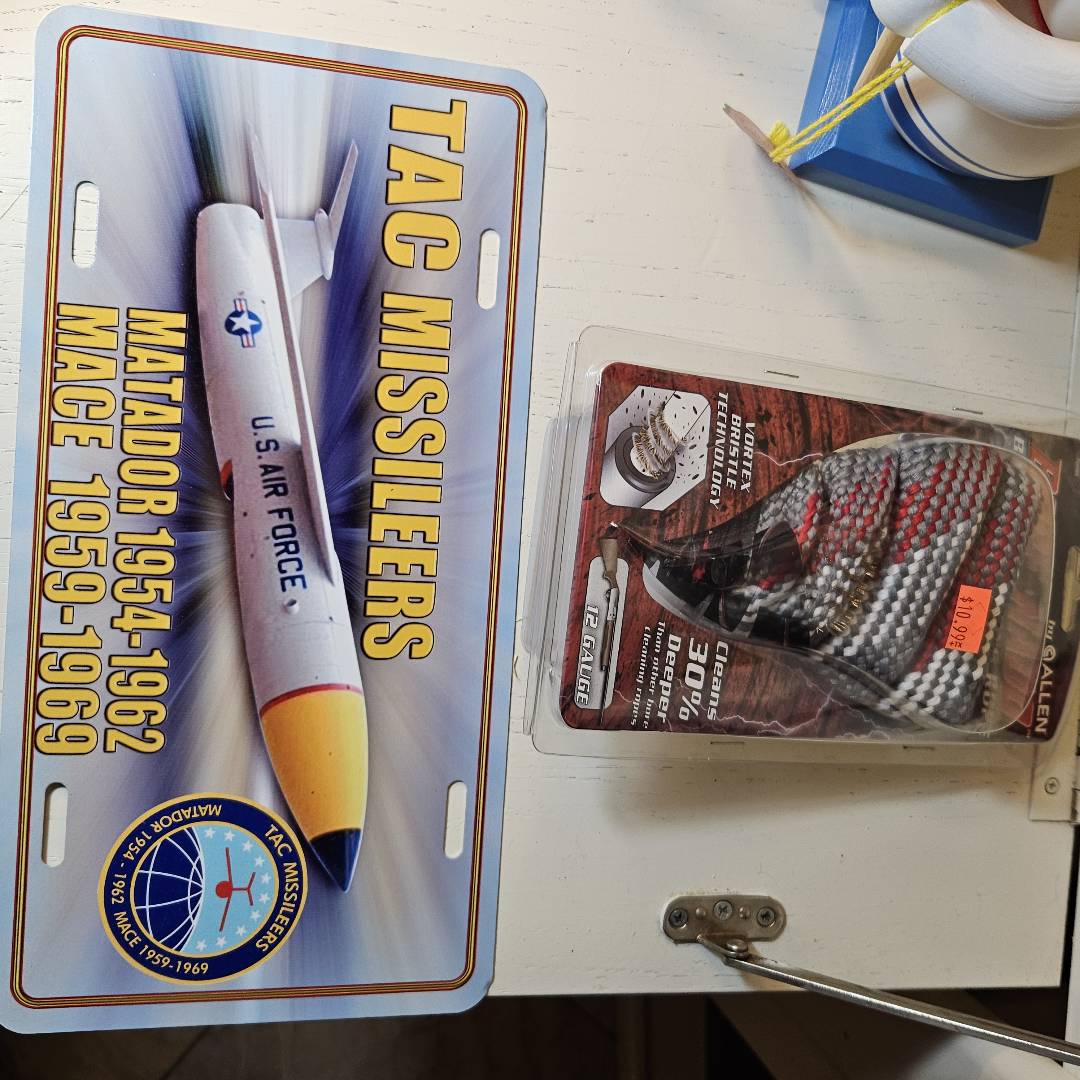 TAC MISSILEERS
U.S. AIR FORCE
MATADOR 1954-1962
MACE 1959-1969
TAC MISSILEERS
MATADOR 1954 - 1962 MACE 1959-1969
VORTEX
BRISTLE
TECHNOLOGY
12 GAUGE
Cleans
30%
Deeper
than other bore
cleaning ropes
$10.99
by ALLEN